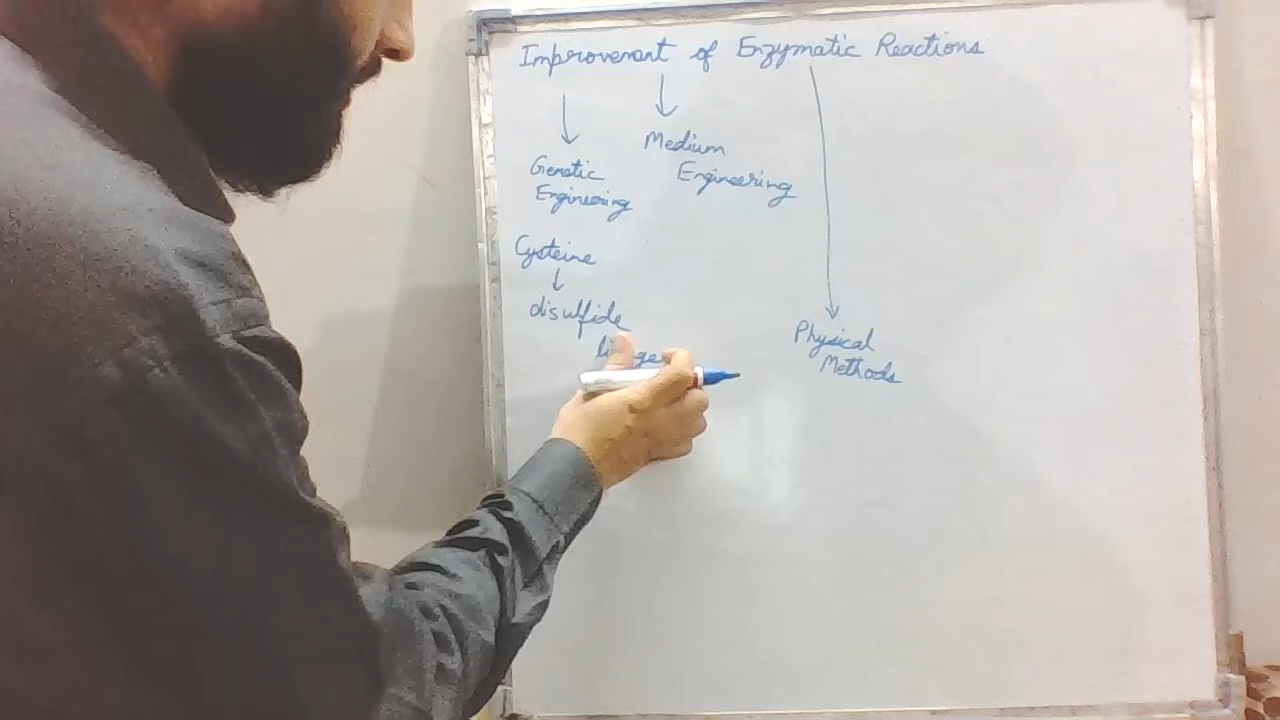 Improvement of Enzymatic Reactions
Genetic
Engineering
Medium
Engineering
Cysteine
disulfide
Physical
Methods